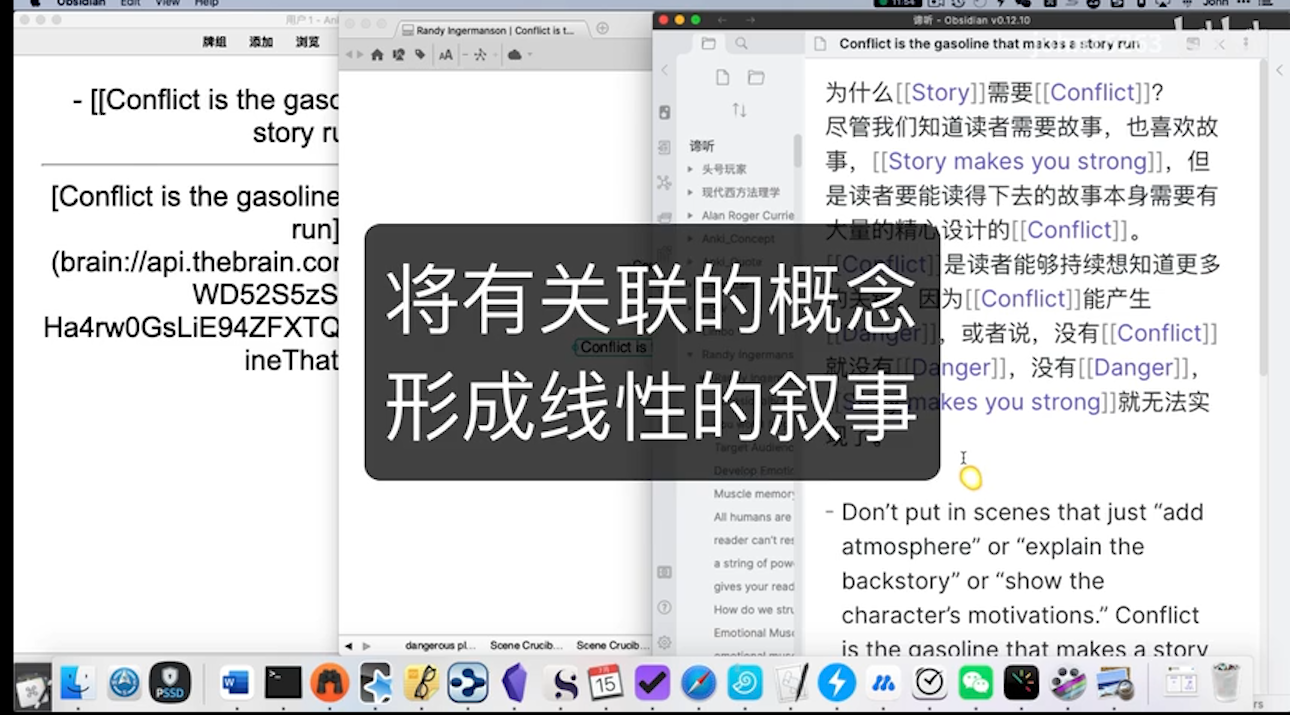 Obsidian Edit View Help
11:54
John
用户 1 - Anki
牌组 添加 浏览
- [[Conflict is the gaso
story ru
[Conflict is the gasoline
run]
(brain://api.thebrain.com
WD52S5zS
Ha4rw0GsLiE94ZFXTQ
ineThat
Randy Ingermanson | Conflict is t...
AA
Conflict is
dangerous pl... Scene Crucib... Scene Crucib...
谛听 - Obsidian v0.12.10
Conflict is the gasoline that makes a story run
谛听
头号玩家
现代西方法理学
Alan Roger Currie
Anki_Concept
Anki_Quote
Randy Ingermans
Target Audienc
Develop Emotio
Muscle memory
All humans are
reader can't res
a string of pow
gives your read
How do we stru
Emotional Musc
emotional...
为什么[[Story]]需要[[Conflict]]?
尽管我们知道读者需要故事，也喜欢故
事，[[Story makes you strong]]，但
是读者要能读得下去的故事本身需要有
大量的精心设计的[[Conflict]]。
[[Conflict]]是读者能够持续想知道更多
的关键，因为[[Conflict]]能产生
[[Danger]]，或者说，没有[[Conflict]]
就没有[[Danger]]，没有[[Danger]]，
[[Story makes you strong]]就无法实
现了。
- Don't put in scenes that just “add
atmosphere” or “explain the
backstory” or “show the
character's motivations.” Conflict
is the gasoline that makes a story
将有关联的概念
形成线性的叙事
PSSD
15